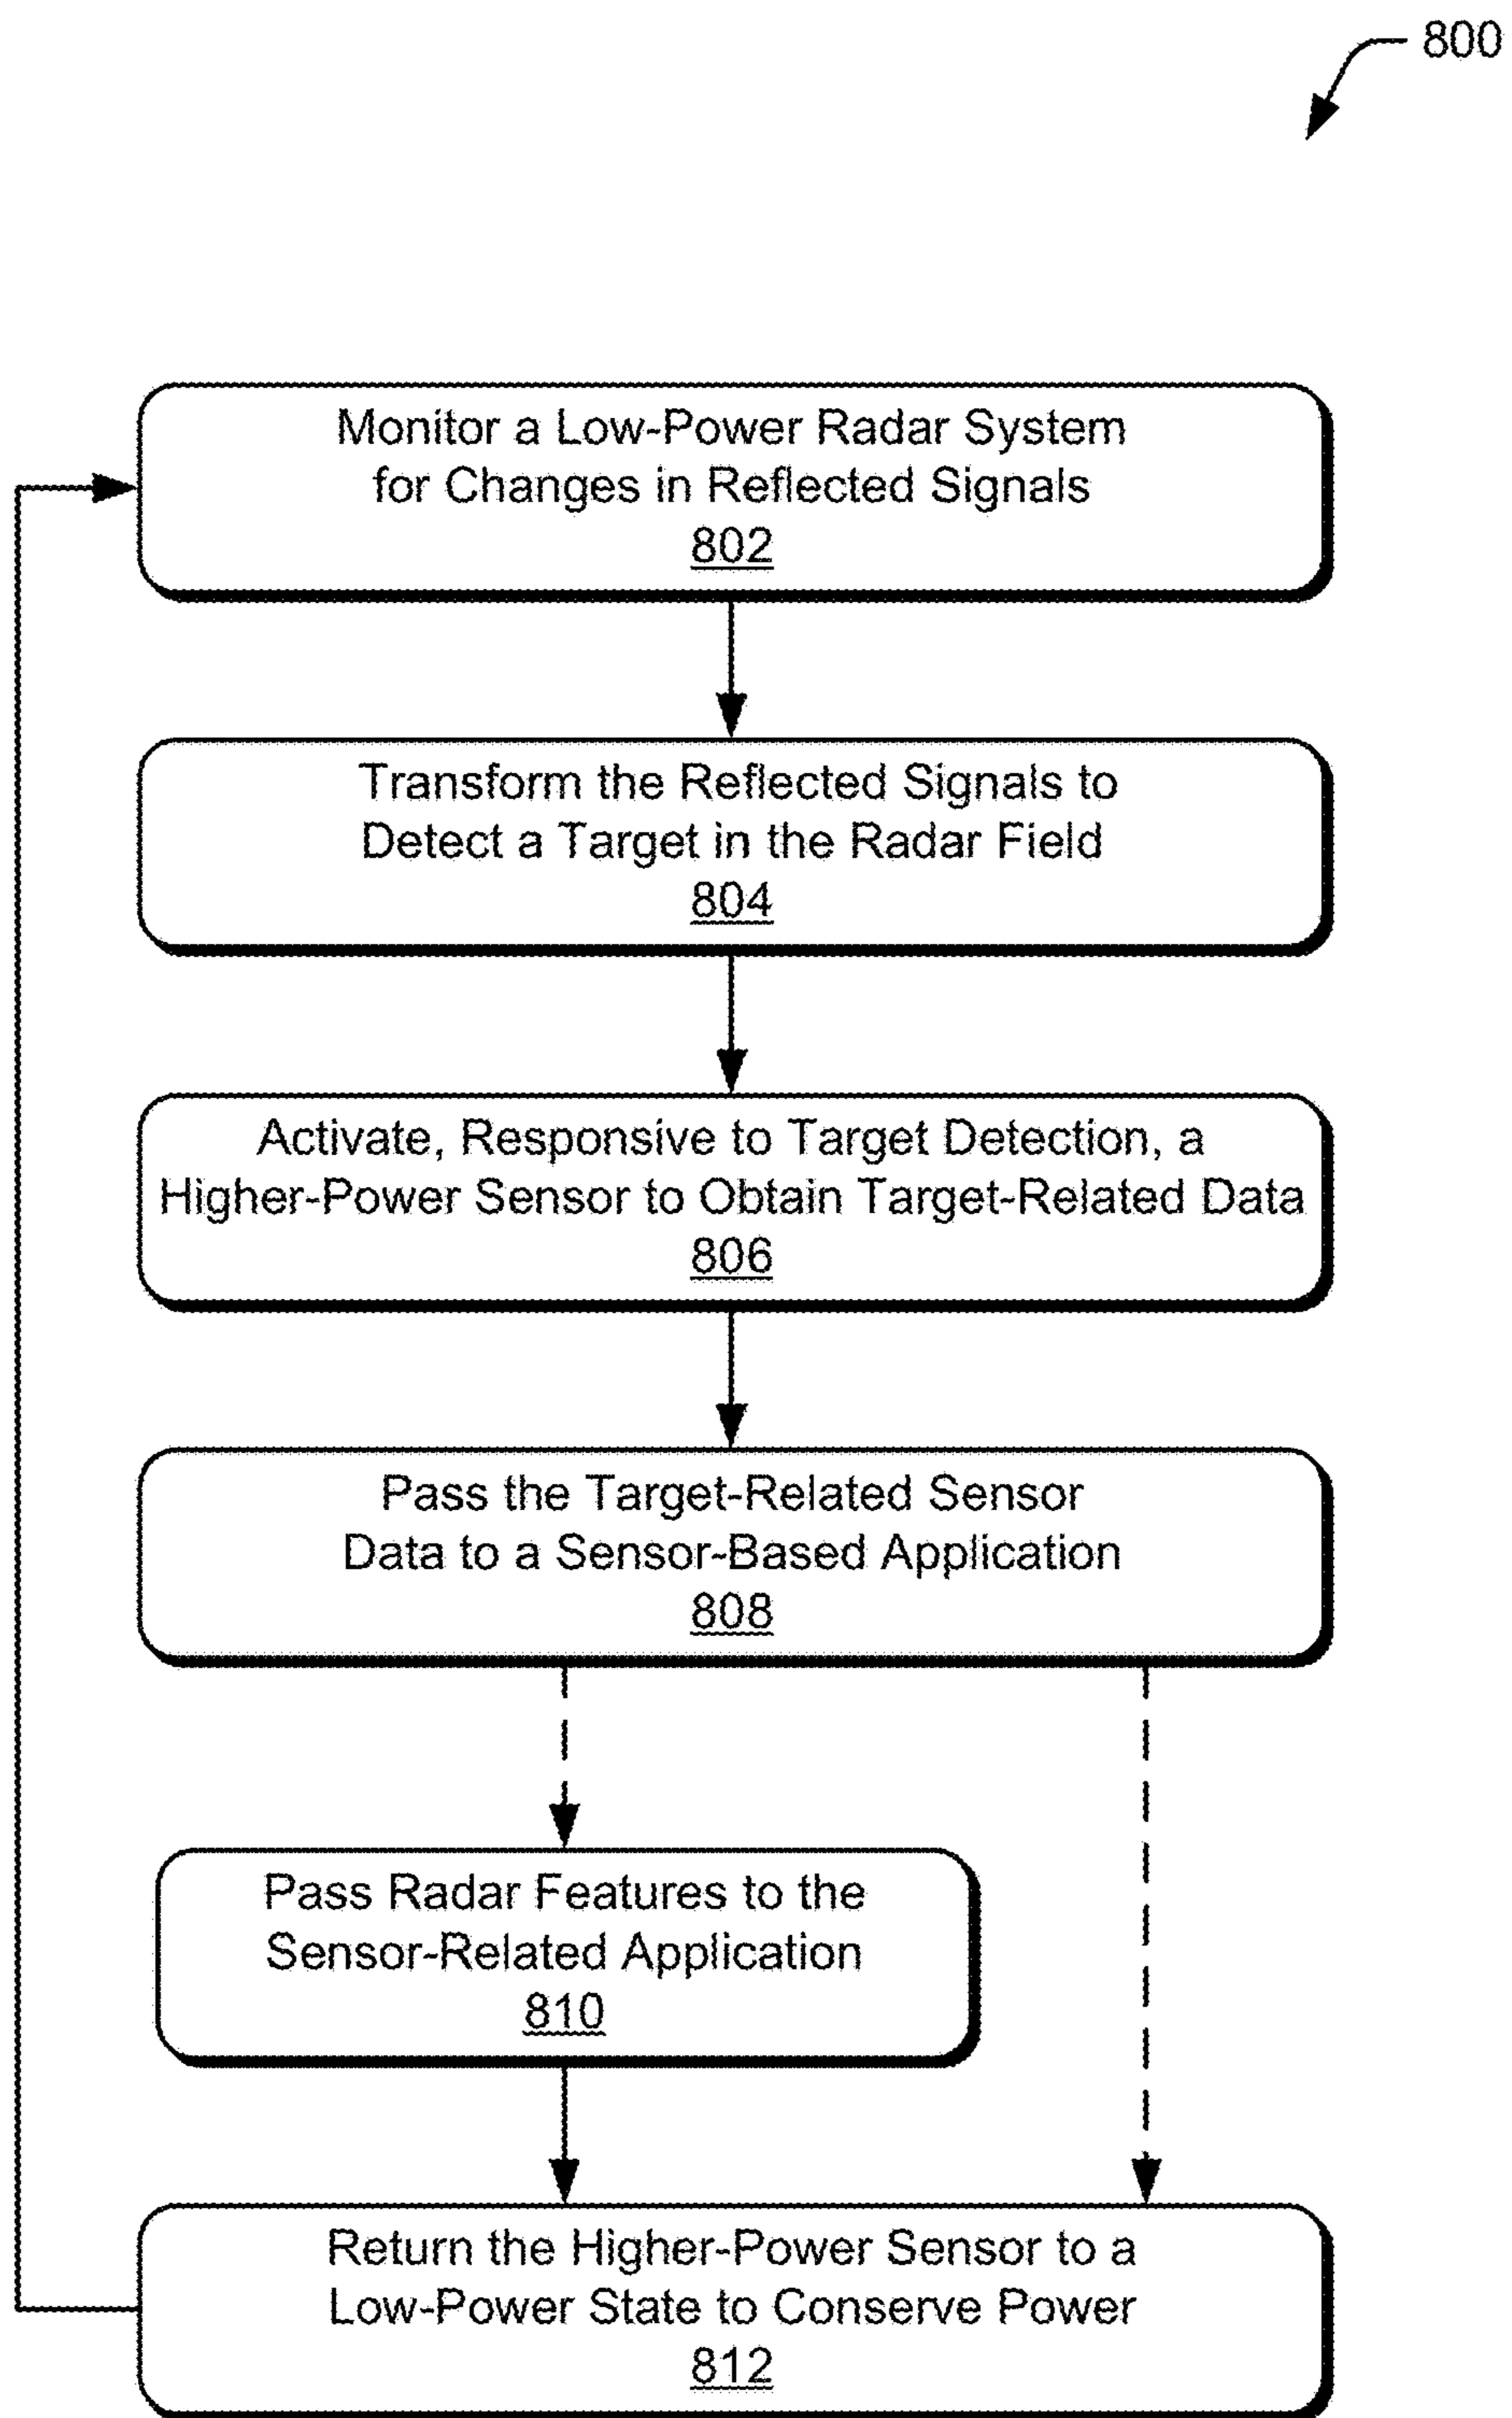 800
Monitor a Low-Power Radar System
for Changes in Reflected Signals
802
Transform the Reflected Signals to
Detect a Target in the Radar Field
804
Activate, Responsive to Target Detection, a
Higher-Power Sensor to Obtain Target-Related Data
806
Pass the Target-Related Sensor
Data to a Sensor-Based Application
808
Pass Radar Features to the
Sensor-Related Application
810
Return the Higher-Power Sensor to a
Low-Power State to Conserve Power
812